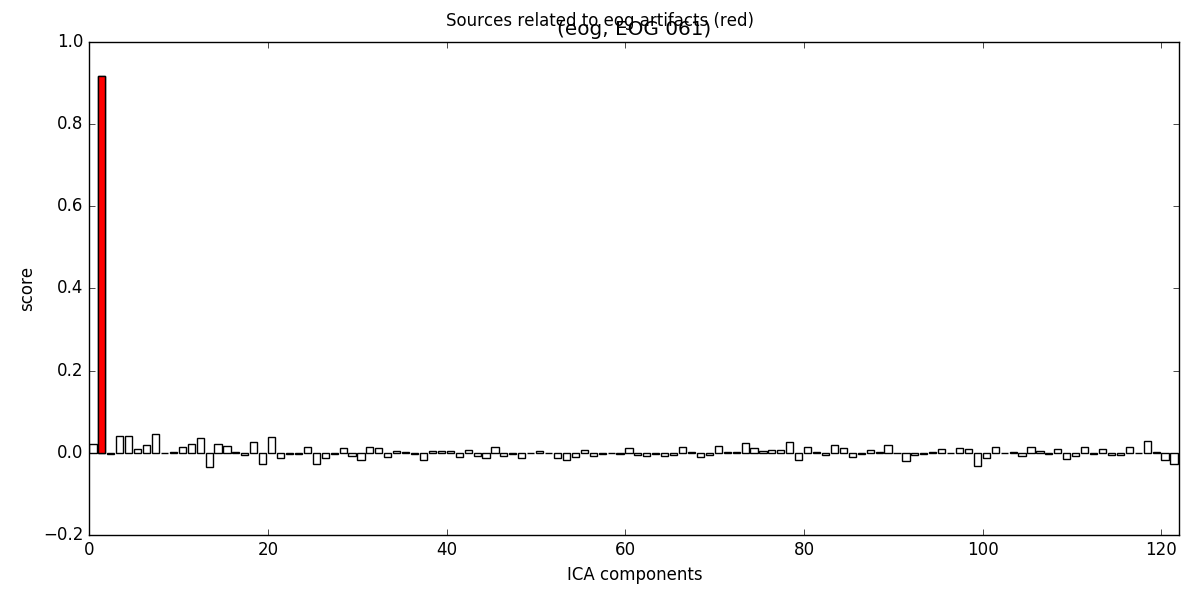 Sources related to eog artifacts (red)
(eog, EOG 061)
1.0
0.8
0.6
0.4
0.2
0.0
−0.2
score
0 20 40 60 80 100 120
ICA components